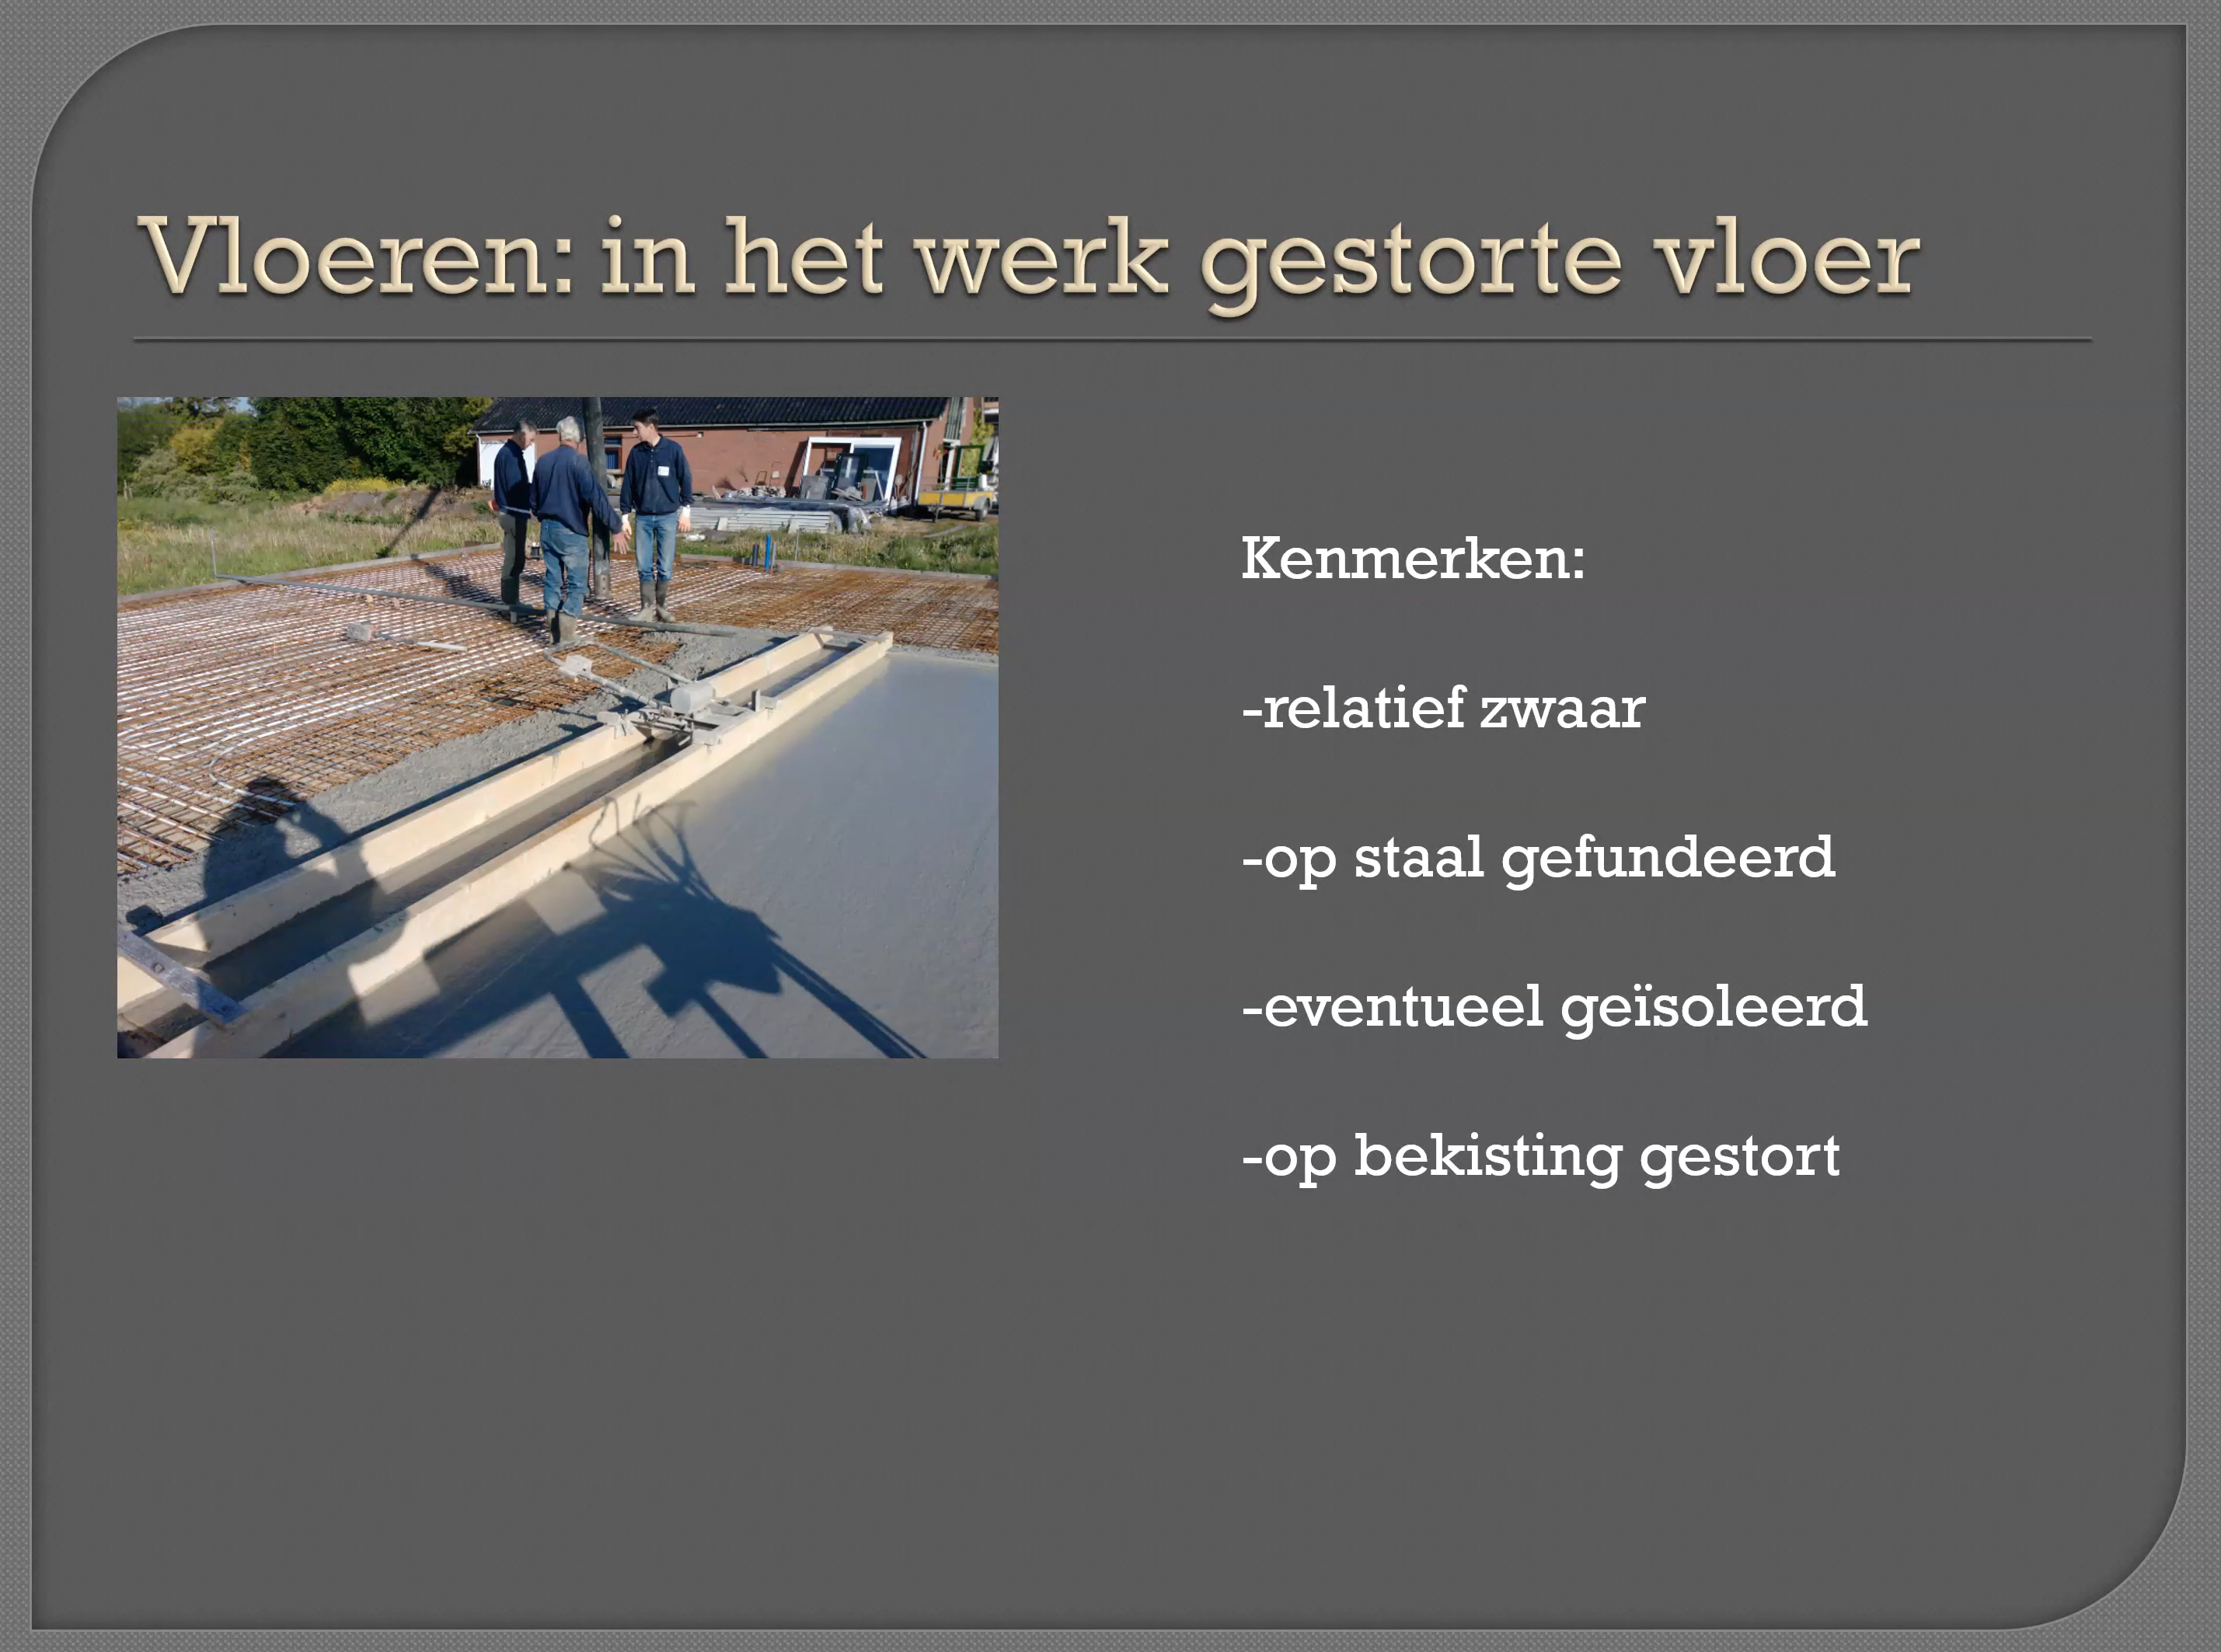 Vloeren: in het werk gestorte vloer
Kenmerken:
-relatief zwaar
-op staal gefundeerd
-eventueel geïsoleerd
-op bekisting gestort